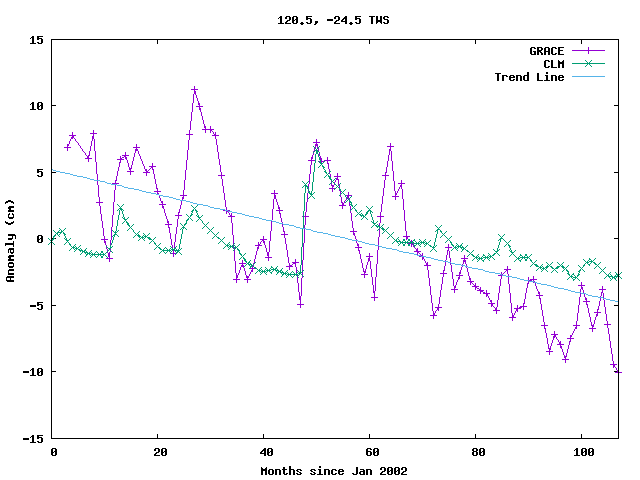 120.5, -24.5 TWS
GRACE
CLM
Trend Line
15
10
5
0
-5
-10
-15
Anomaly (cm)
0 20 40 60 80 100
Months since Jan 2002